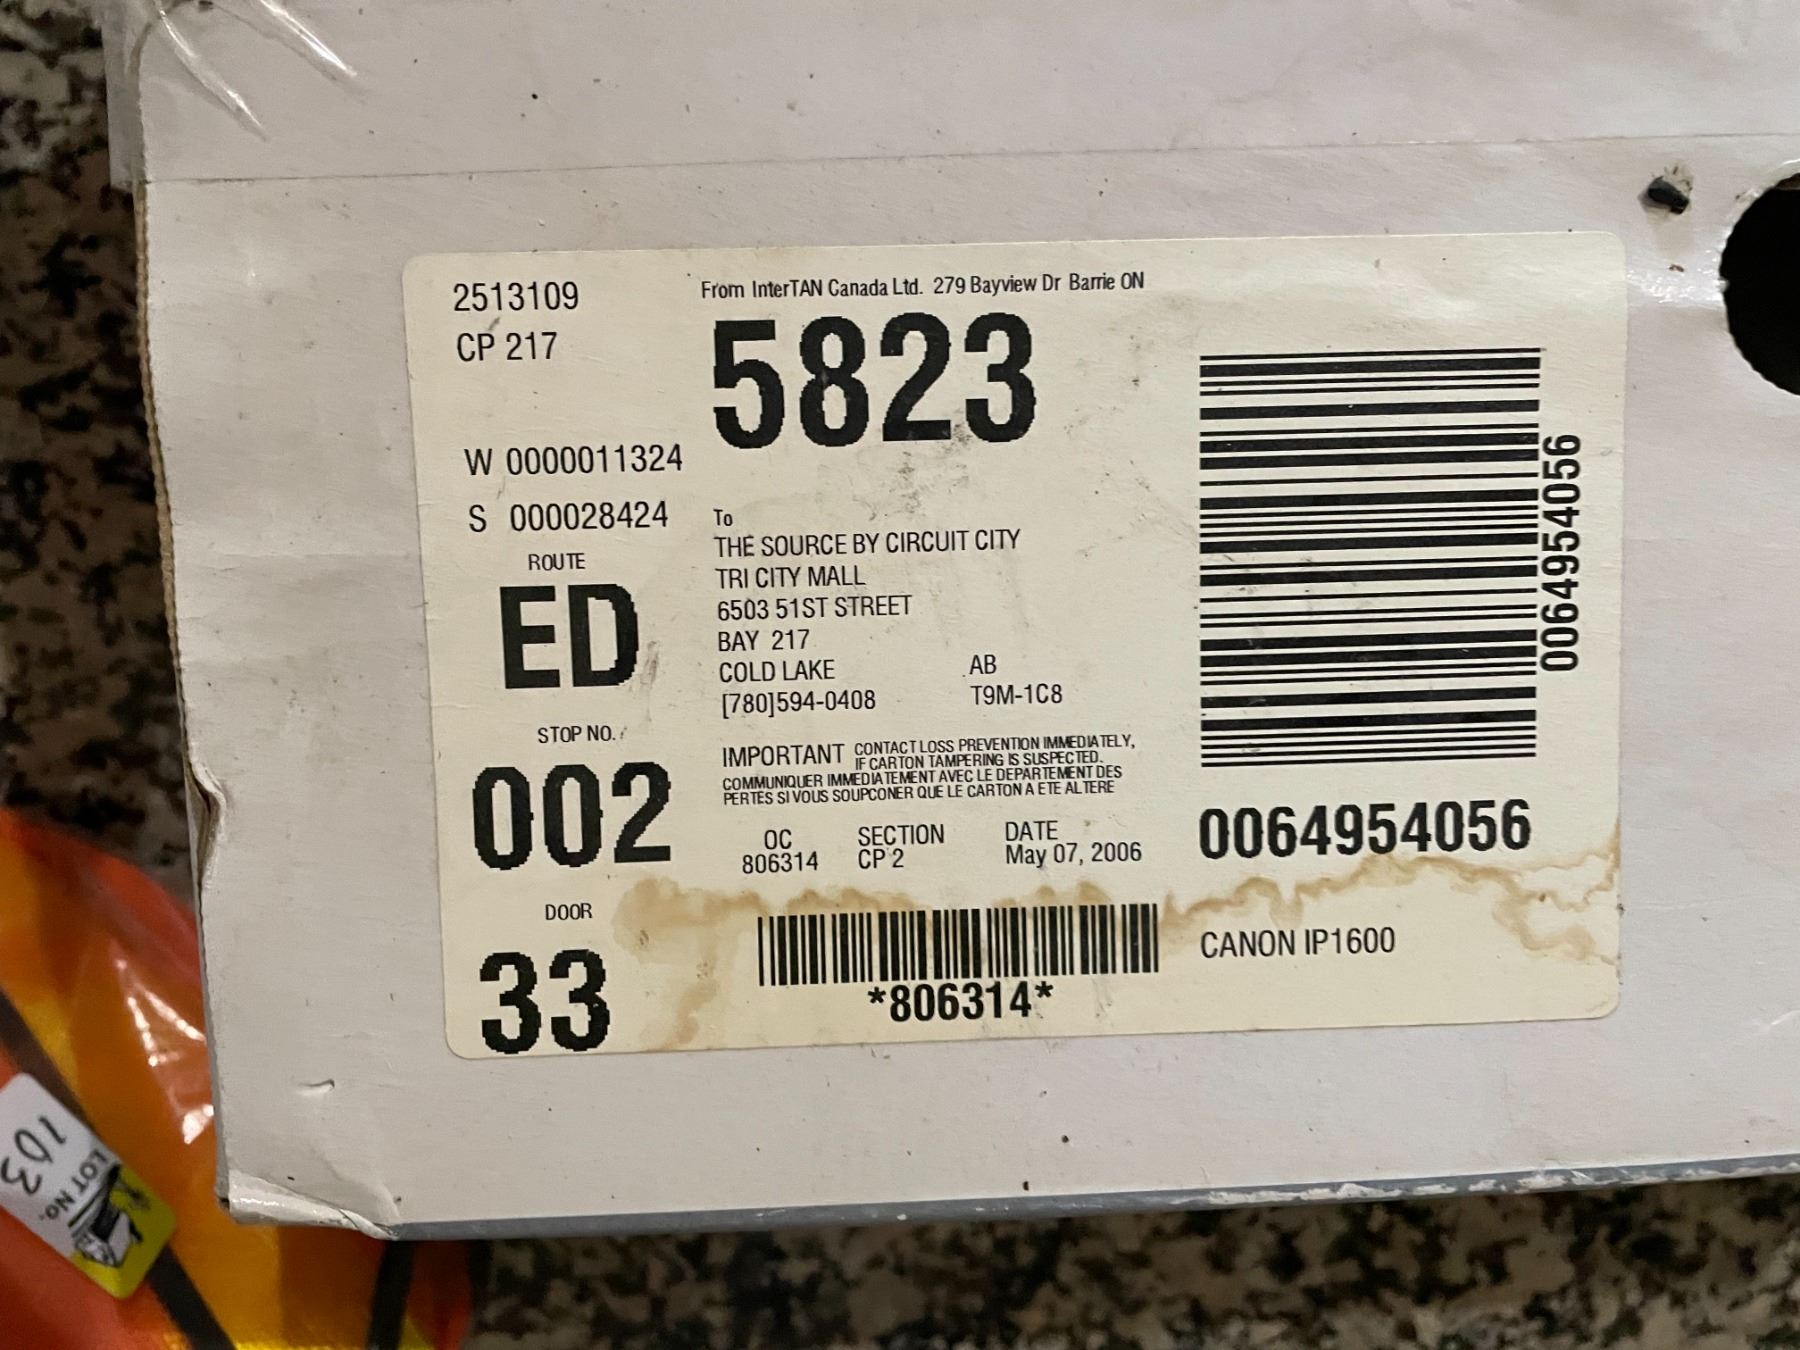 2513109
CP 217
W 0000011324
S 000028424
ROUTE
ED
STOP NO.
002
DOOR
33
From InterTAN Canada Ltd. 279 Bayview Dr Barrie ON
5823
To
THE SOURCE BY CIRCUIT CITY
TRI CITY MALL
6503 51ST STREET
BAY 217
COLD LAKE AB
[780]594-0408 T9M-1C8
IMPORTANT CONTACT LOSS PREVENTION IMMEDIATELY,
IF CARTON TAMPERING IS SUSPECTED.
COMMUNIQUER IMMEDIATEMENT AVEC LE DEPARTEMENT DES
PERTES SI VOUS SOUPCONER QUE LE CARTON A ETE ALTERE
OC SECTION DATE
806314 CP 2 May 07, 2006
*806314*
0064954056
0064954056
CANON IP1600
LOT No.
103